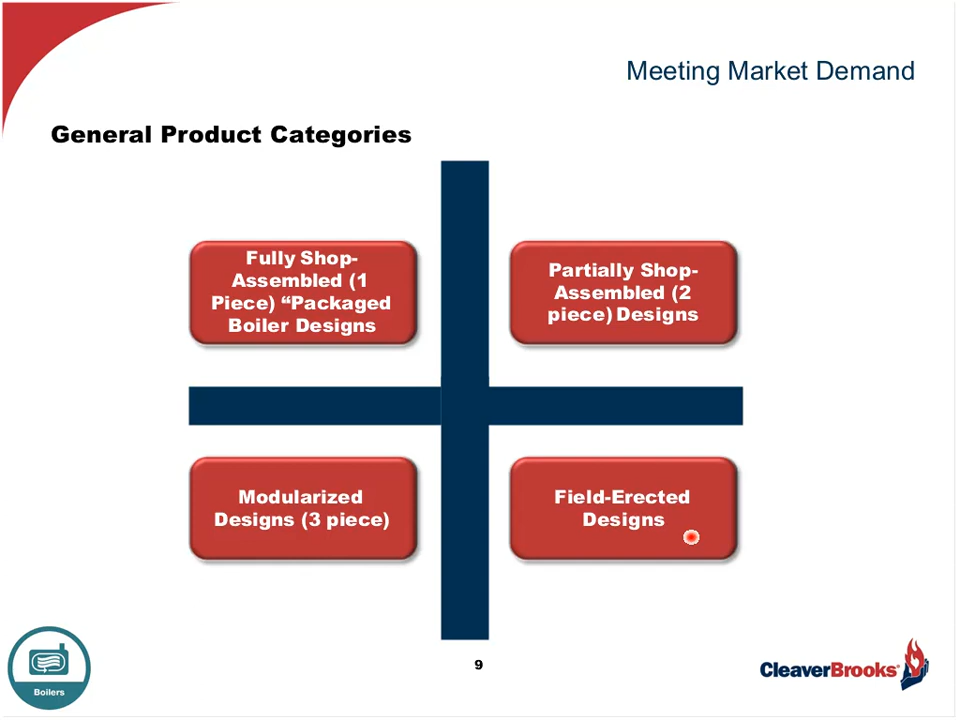 Meeting Market Demand
General Product Categories
Fully Shop-
Assembled (1
Piece) “Packaged
Boiler Designs
Partially Shop-
Assembled (2
piece) Designs
Modularized
Designs (3 piece)
Field-Erected
Designs
Boilers
9
CleaverBrooks®